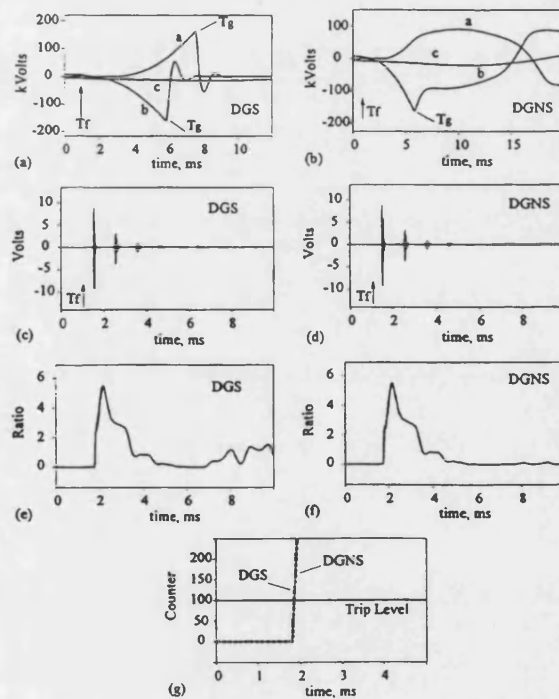 200
100
0
-100
-200
kVolts
a
Tg
c
b
Tg
Tf
DGS
0 2 4 6 8 10
time, ms
(a)
100
0
-100
-200
kVolts
a
c
b
Tf
Tg
DGNS
0 5 10 15
time, ms
(b)
10
5
0
-5
-10
Volts
DGS
Tf
0 2 4 6 8
time, ms
(c)
10
5
0
-5
-10
Volts
DGNS
Tf
0 2 4 6 8
time, ms
(d)
6
4
2
0
Ratio
DGS
0 2 4 6 8
time, ms
(e)
6
4
2
0
Ratio
DGNS
0 2 4 6 8
time, ms
(f)
200
150
100
50
0
Counter
DGS
DGNS
Trip Level
0 1 2 3 4
time, ms
(g)